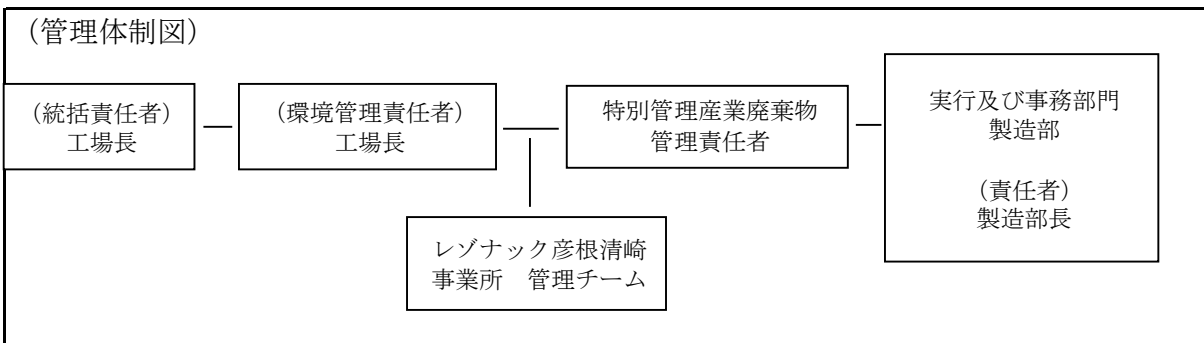 (管理体制図)
(統括責任者)
工場長
(環境管理責任者)
工場長
特別管理産業廃棄物
管理責任者
実行及び事務部門
製造部
(責任者)
製造部長
レゾナック彦根清崎
事業所　管理チーム